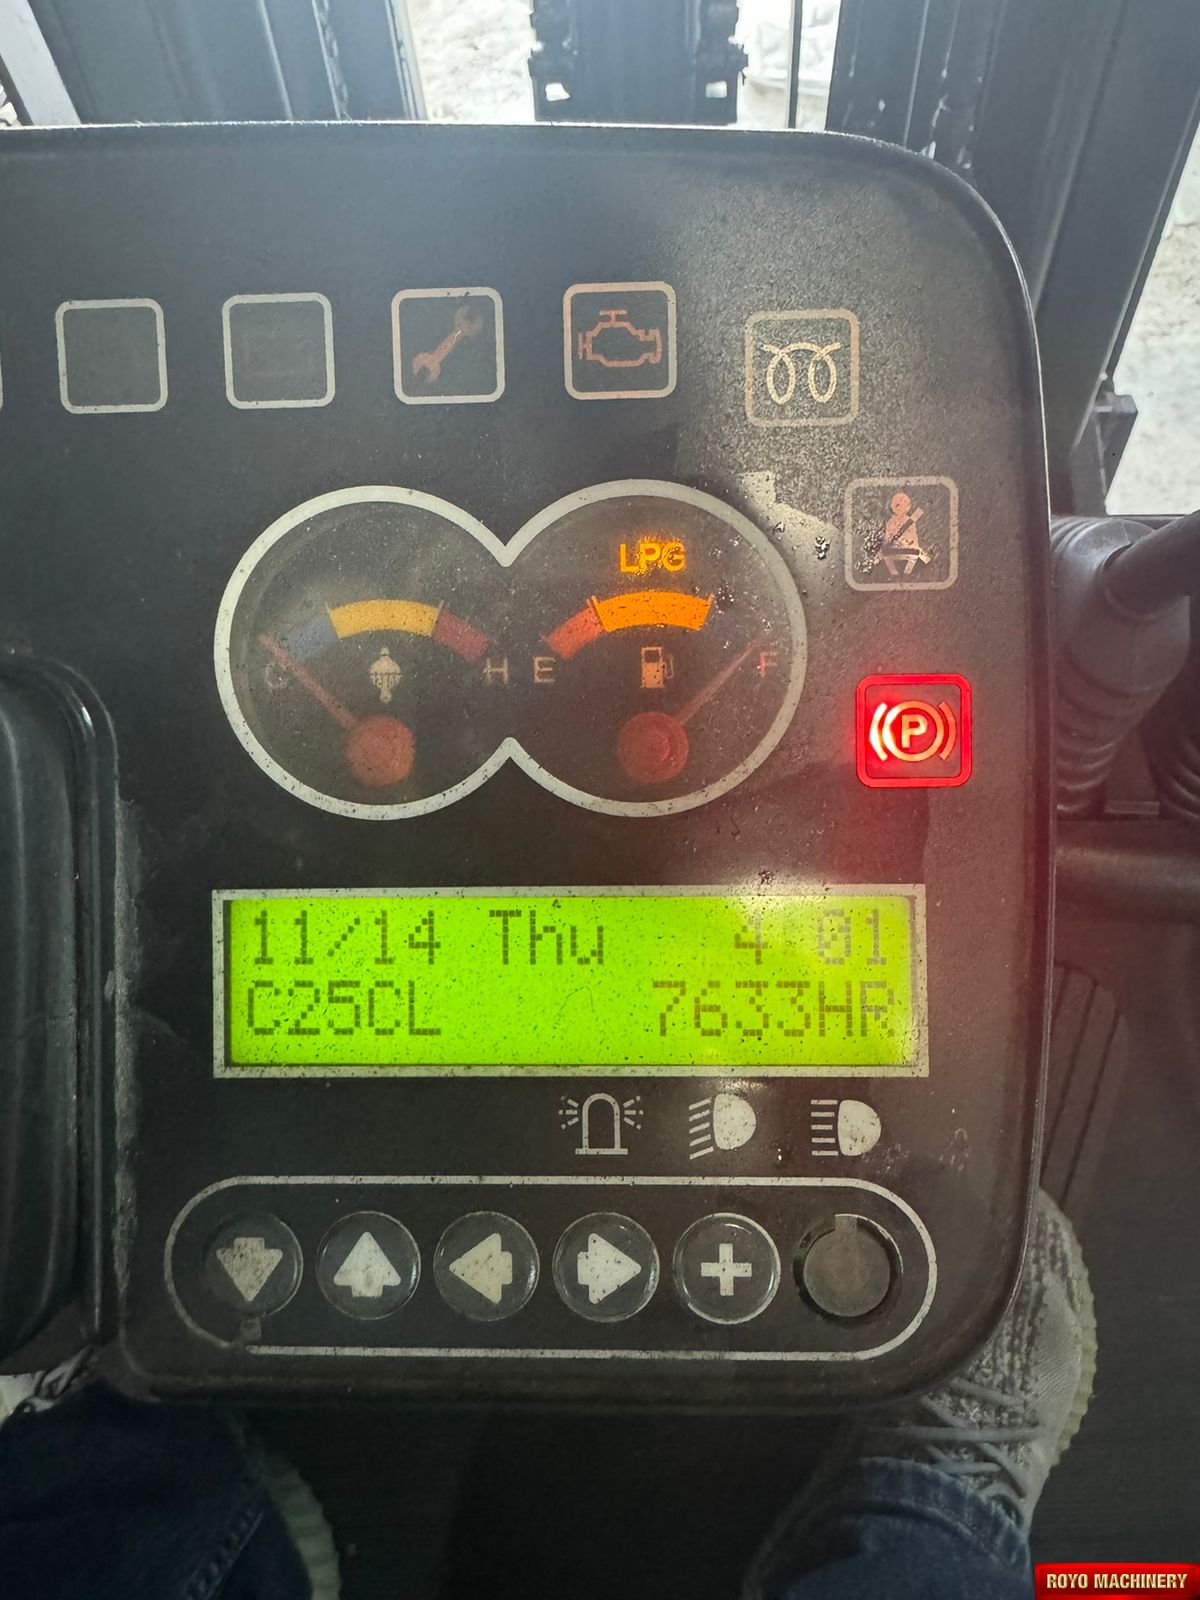 LPG
C H E F
P
11/14 Thu 4 01
C25CL 7633HR
ROYO MACHINERY